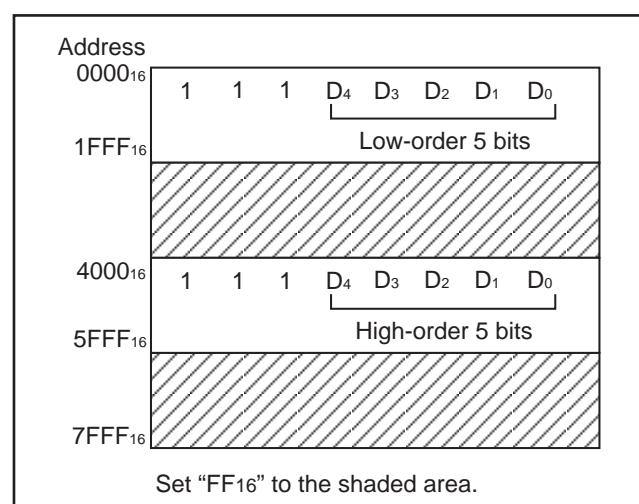 Address
0000₁₆
1 1 1 D₄ D₃ D₂ D₁ D₀
Low-order 5 bits
1FFF₁₆
4000₁₆
1 1 1 D₄ D₃ D₂ D₁ D₀
High-order 5 bits
5FFF₁₆
7FFF₁₆
Set “FF₁₆” to the shaded area.